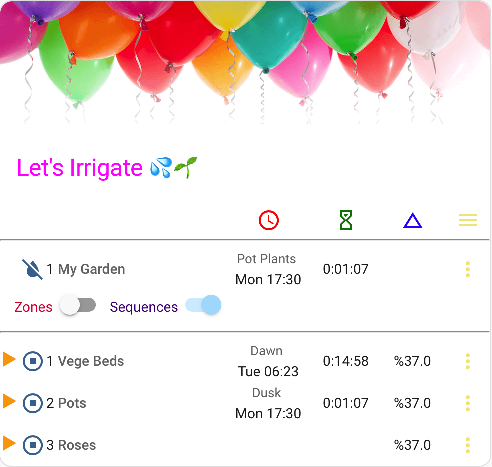 Let's Irrigate 💦🌱
Pot Plants
1 My Garden Mon 17:30 0:01:07
Zones Sequences
Dawn
1 Vege Beds Tue 06:23 0:14:58 %37.0
Dusk
2 Pots Mon 17:30 0:01:07 %37.0
3 Roses %37.0